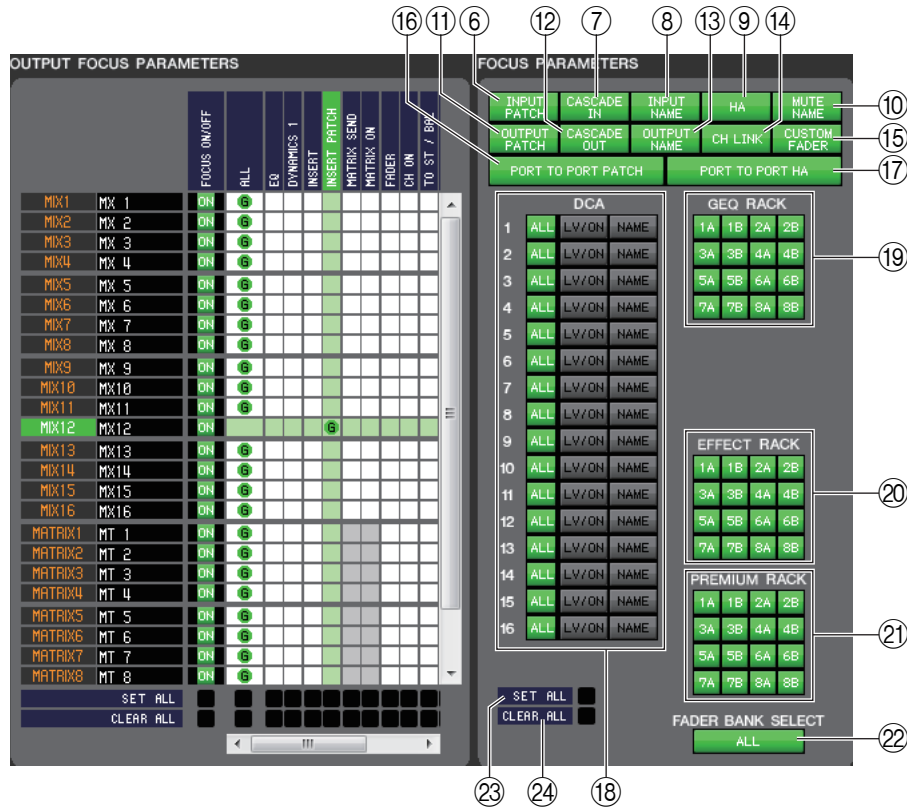 ⑯ ⑪ ⑥ ⑫ ⑦ ⑧ ⑬ ⑨ ⑭
OUTPUT FOCUS PARAMETERS
FOCUS ON/OFF
ALL
EQ
DYNAMICS 1
INSERT
INSERT PATCH
MATRIX SEND
MATRIX ON
FADER
CH ON
TO ST / BAL
MIX1 MX 1 ON G
MIX2 MX 2 ON G
MIX3 MX 3 ON G
MIX4 MX 4 ON G
MIX5 MX 5 ON G
MIX6 MX 6 ON G
MIX7 MX 7 ON G
MIX8 MX 8 ON G
MIX9 MX 9 ON G
MIX10 MX10 ON G
MIX11 MX11 ON G
MIX12 MX12 ON G
MIX13 MX13 ON G
MIX14 MX14 ON G
MIX15 MX15 ON G
MIX16 MX16 ON G
MATRIX1 MT 1 ON G
MATRIX2 MT 2 ON G
MATRIX3 MT 3 ON G
MATRIX4 MT 4 ON G
MATRIX5 MT 5 ON G
MATRIX6 MT 6 ON G
MATRIX7 MT 7 ON G
MATRIX8 MT 8 ON G
SET ALL
CLEAR ALL
FOCUS PARAMETERS
INPUT PATCH
CASCADE IN
INPUT NAME
HA
MUTE NAME
⑩
OUTPUT PATCH
CASCADE OUT
OUTPUT NAME
CH LINK
CUSTOM FADER
⑮
PORT TO PORT PATCH
PORT TO PORT HA
⑰
DCA
1 ALL LV/ON NAME
2 ALL LV/ON NAME
3 ALL LV/ON NAME
4 ALL LV/ON NAME
5 ALL LV/ON NAME
6 ALL LV/ON NAME
7 ALL LV/ON NAME
8 ALL LV/ON NAME
9 ALL LV/ON NAME
10 ALL LV/ON NAME
11 ALL LV/ON NAME
12 ALL LV/ON NAME
13 ALL LV/ON NAME
14 ALL LV/ON NAME
15 ALL LV/ON NAME
16 ALL LV/ON NAME
GEQ RACK
1A 1B 2A 2B
3A 3B 4A 4B
5A 5B 6A 6B
7A 7B 8A 8B
⑲
EFFECT RACK
1A 1B 2A 2B
3A 3B 4A 4B
5A 5B 6A 6B
7A 7B 8A 8B
⑳
PREMIUM RACK
1A 1B 2A 2B
3A 3B 4A 4B
5A 5B 6A 6B
7A 7B 8A 8B
㉑
SET ALL
CLEAR ALL
FADER BANK SELECT
ALL
㉒
㉓ ㉔ ⑱